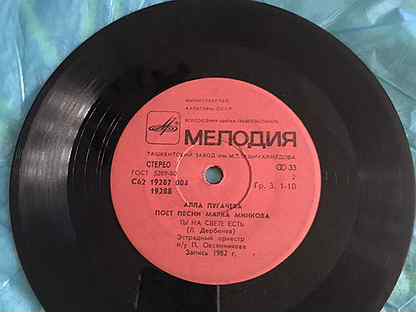 МИНИСТЕРСТВО
КУЛЬТУРЫ СССР
ВСЕСОЮЗНАЯ ФИРМА ГРАМПЛАСТИНОК
МЕЛОДИЯ
ТАШКЕНТСКИЙ ЗАВОД им. М.Т. ТАШМУХАМЕДОВА
СТЕРЕО
33
ГОСТ 5289-80
2
С62 19287 004
Гр. 3. 1-10
19288
АЛЛА ПУГАЧЕВА
ПОЕТ ПЕСНИ МАРКА МИНКОВА
ТЫ НА СВЕТЕ ЕСТЬ
(Л. Дербенев)
Эстрадный оркестр
п/у П. Овсянникова
Запись 1982 г.